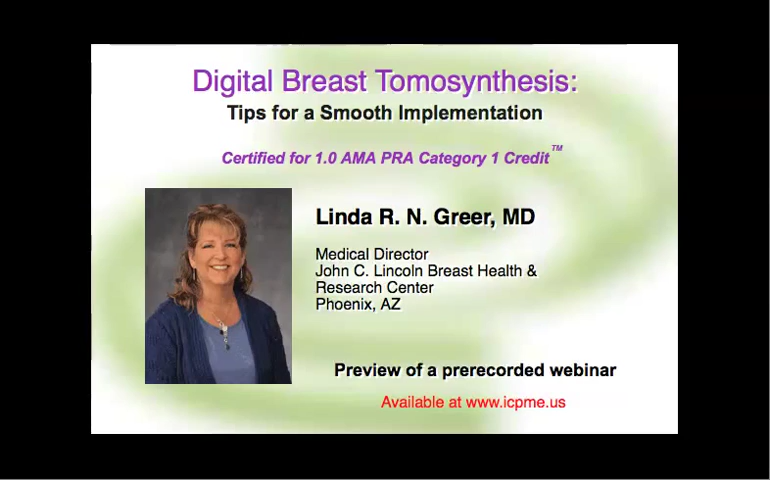 Digital Breast Tomosynthesis:
Tips for a Smooth Implementation
Certified for 1.0 AMA PRA Category 1 Credit™
Linda R. N. Greer, MD
Medical Director
John C. Lincoln Breast Health &
Research Center
Phoenix, AZ
Preview of a prerecorded webinar
Available at www.icpme.us